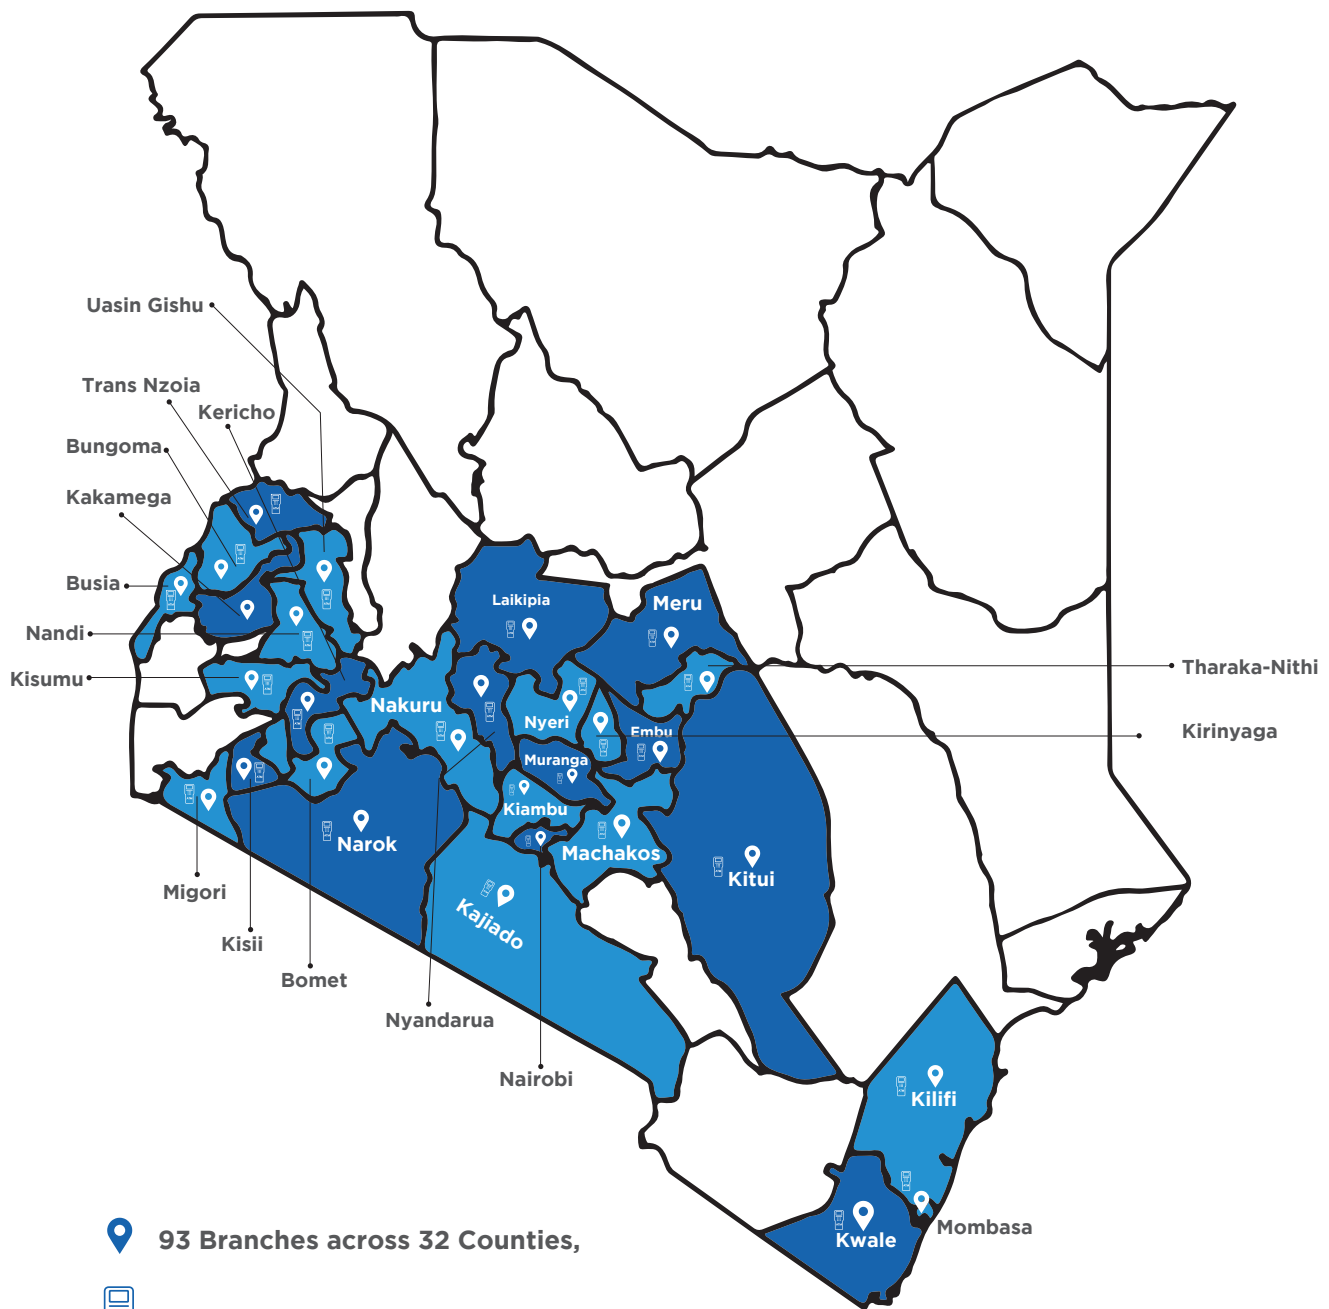 Uasin Gishu
Trans Nzoia
Kericho
Bungoma
Kakamega
Busia
Laikipia
Meru
Nandi
Tharaka-Nithi
Kisumu
Nakuru
Nyeri
Embu
Kirinyaga
Muranga
Kiambu
Narok
Machakos
Kitui
Migori
Kajiado
Kisii
Bomet
Nyandarua
Nairobi
Kilifi
Mombasa
Kwale
93 Branches across 32 Counties,